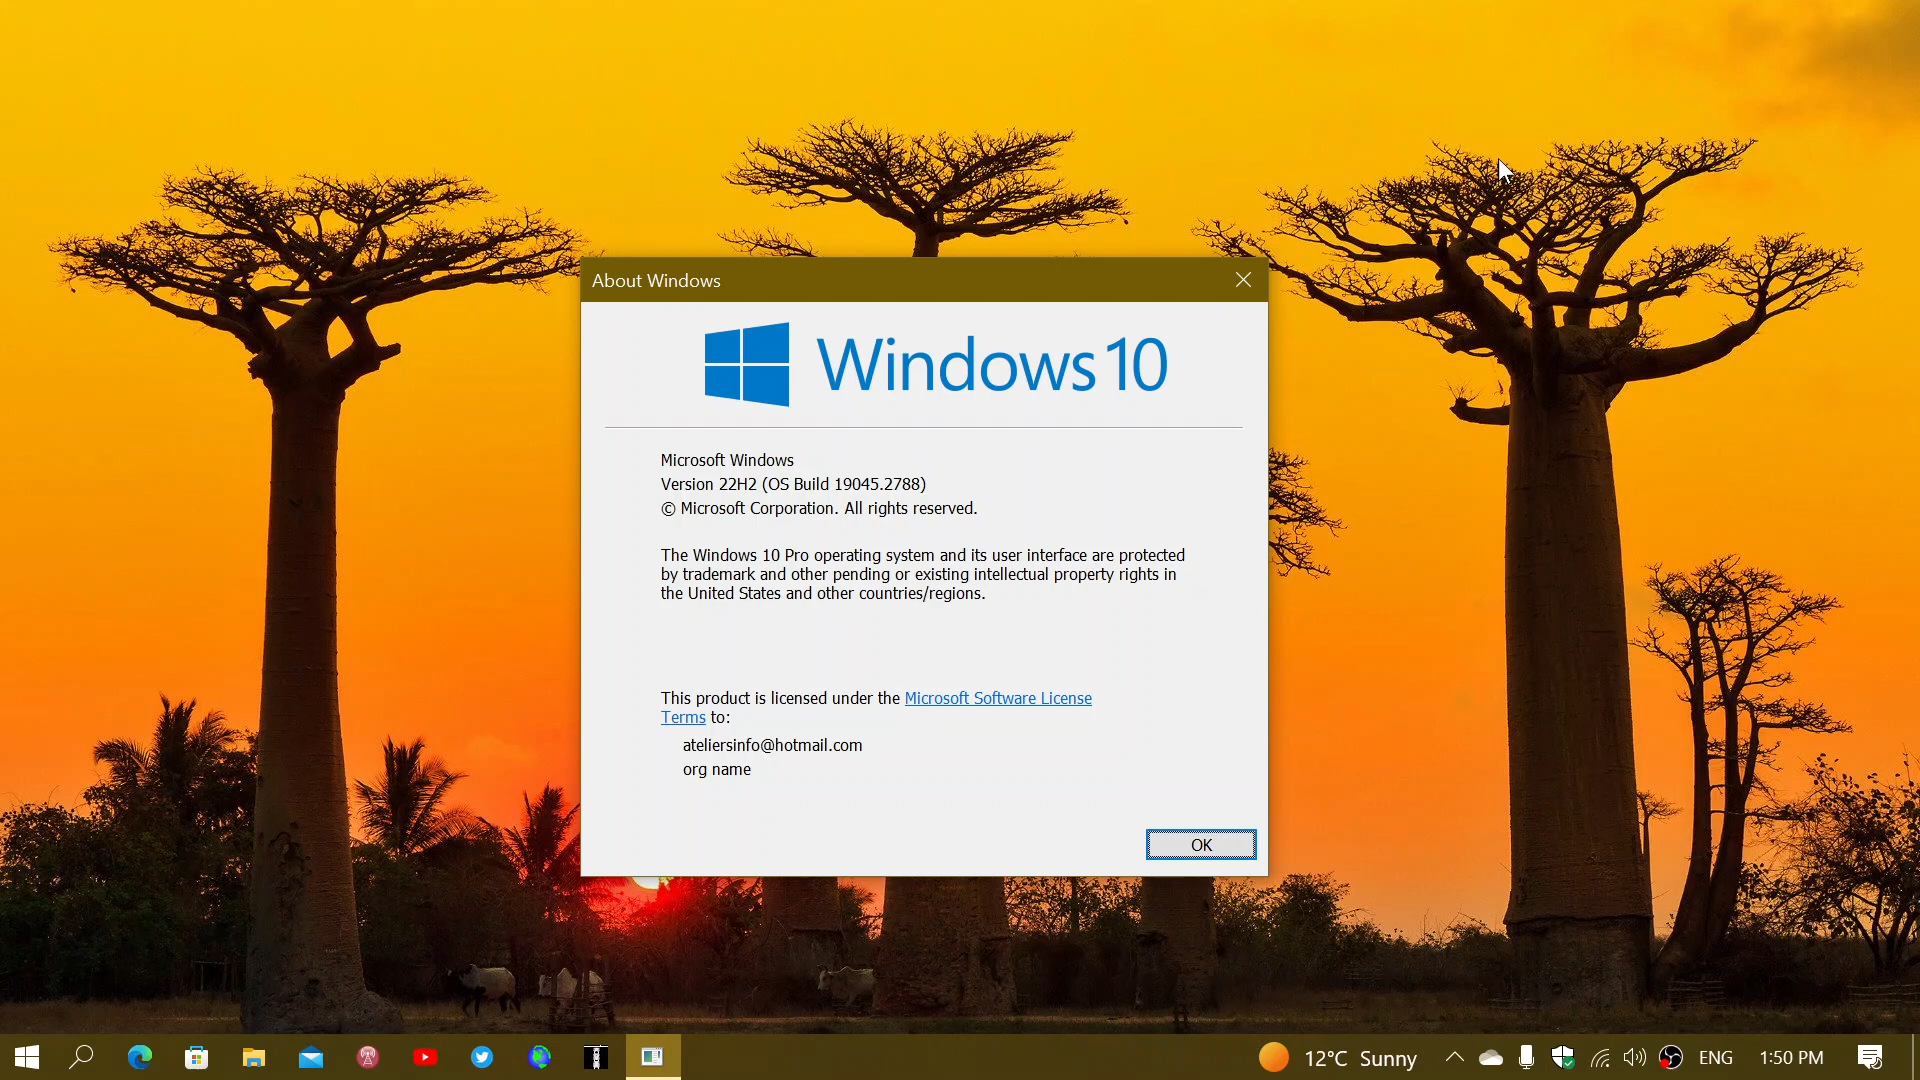 About Windows
Windows 10
Microsoft Windows
Version 22H2 (OS Build 19045.2788)
© Microsoft Corporation. All rights reserved.
The Windows 10 Pro operating system and its user interface are protected
by trademark and other pending or existing intellectual property rights in
the United States and other countries/regions.
This product is licensed under the Microsoft Software License
Terms to:
ateliersinfo@hotmail.com
org name
OK
12°C Sunny
ENG
1:50 PM